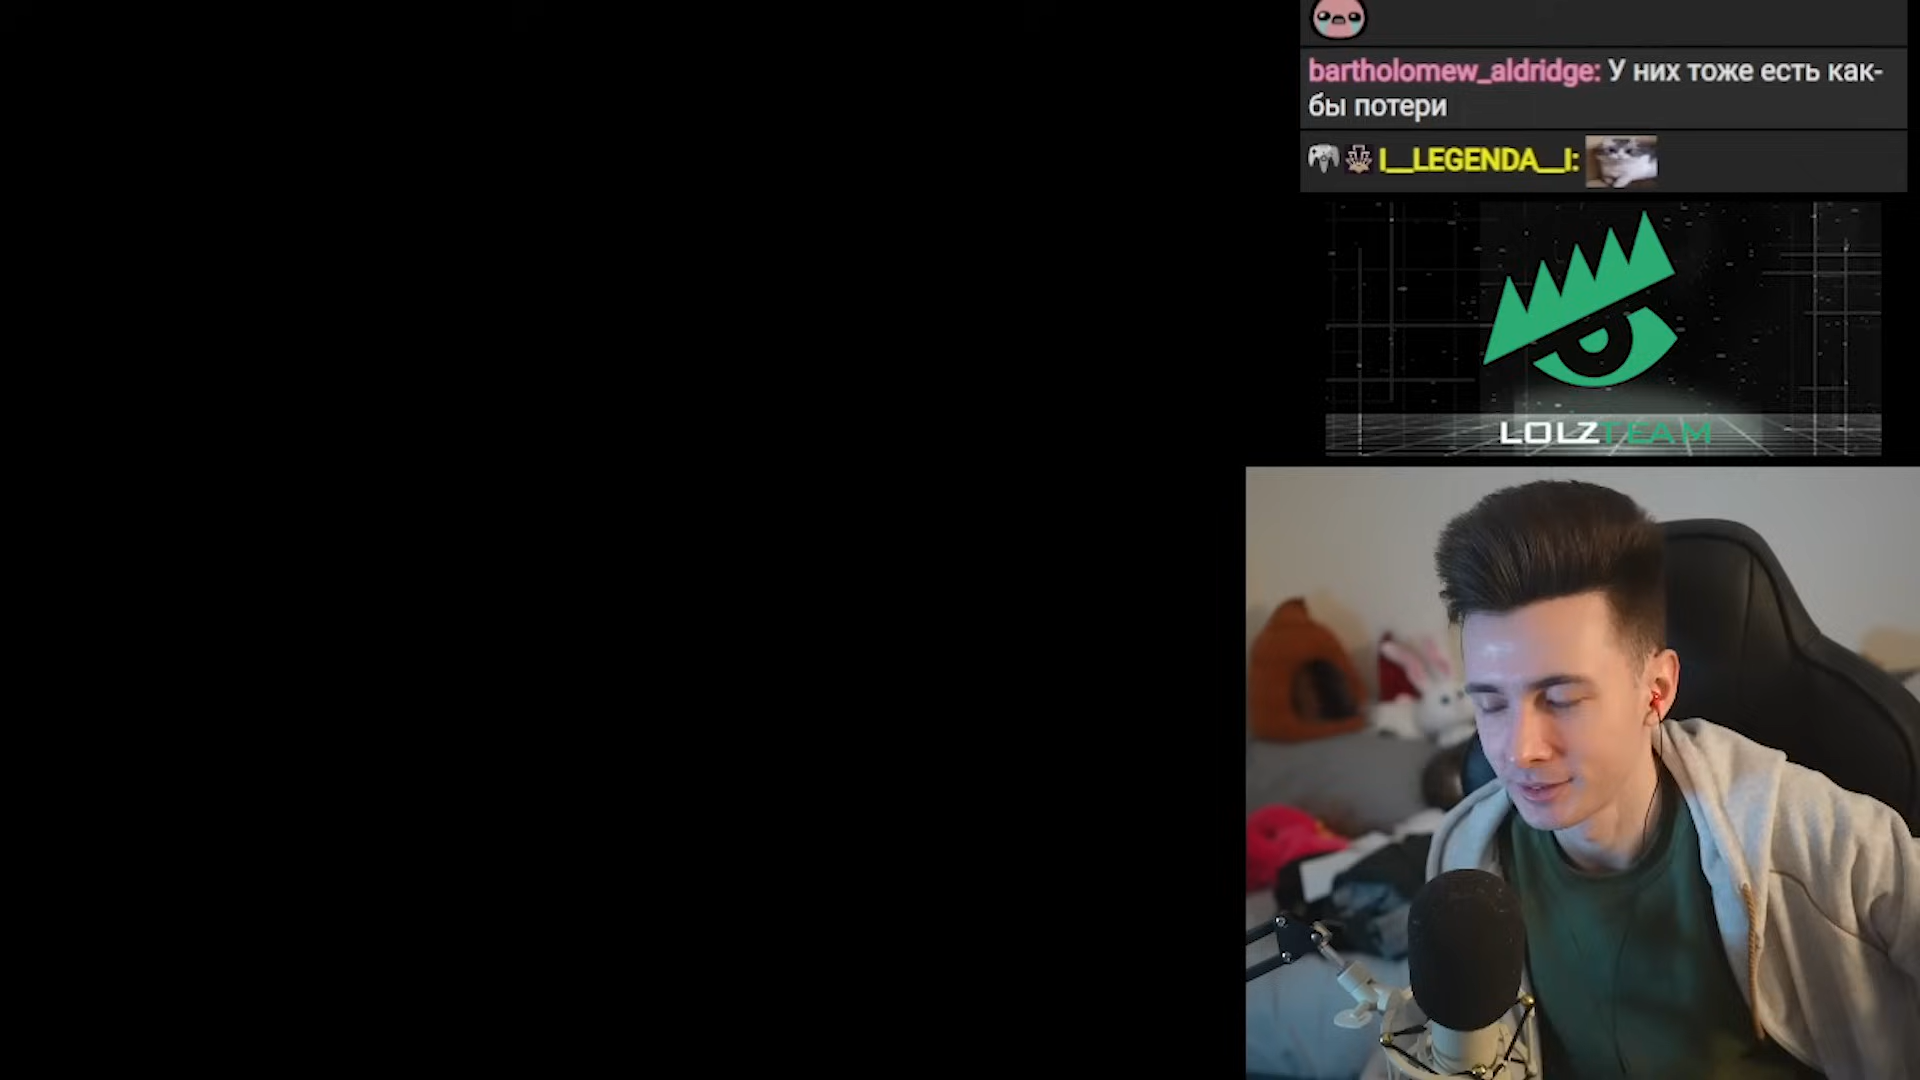 bartholomew_aldridge: У них тоже есть как-
бы потери
I__LEGENDA__I:
LOLZTEAM